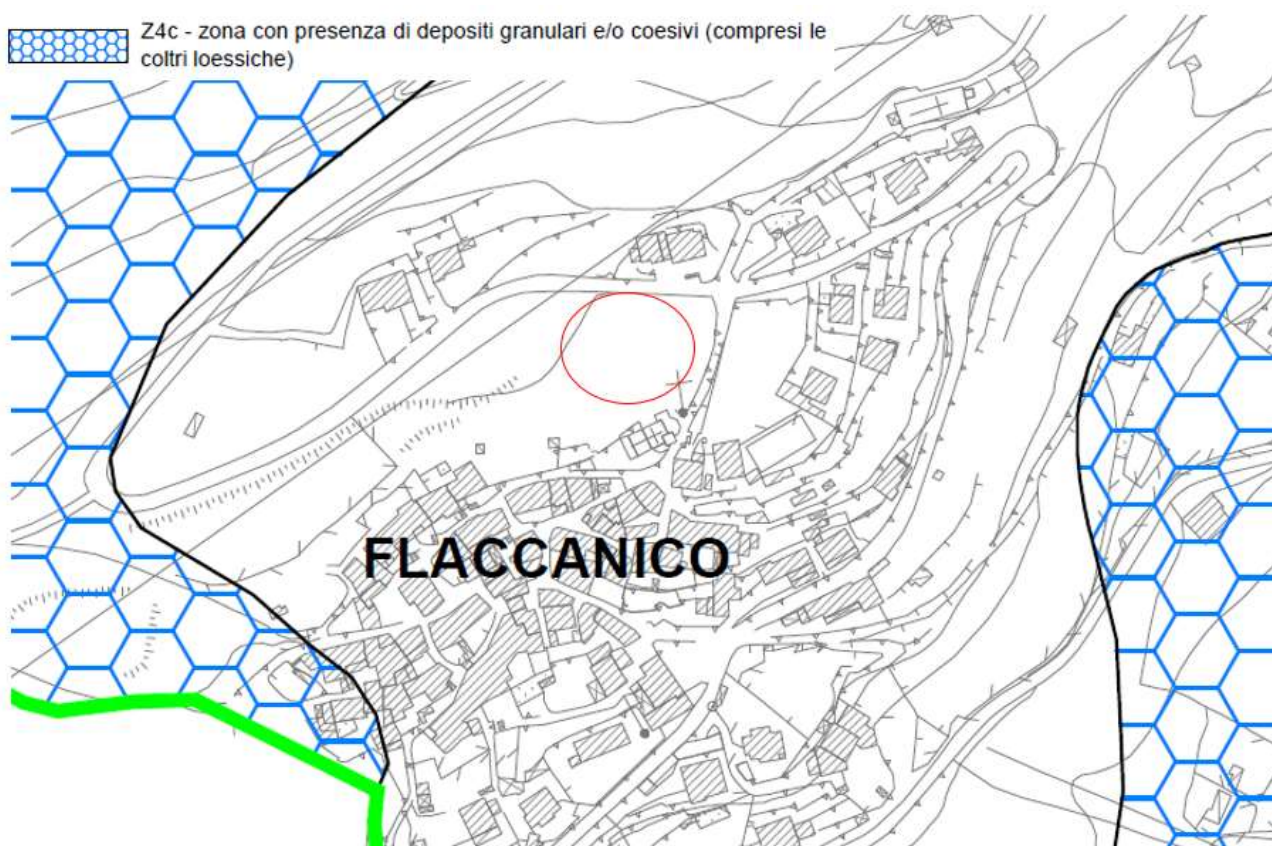 Z4c - zona con presenza di depositi granulari e/o coesivi (compresi le
coltri loessiche)
FLACCANICO